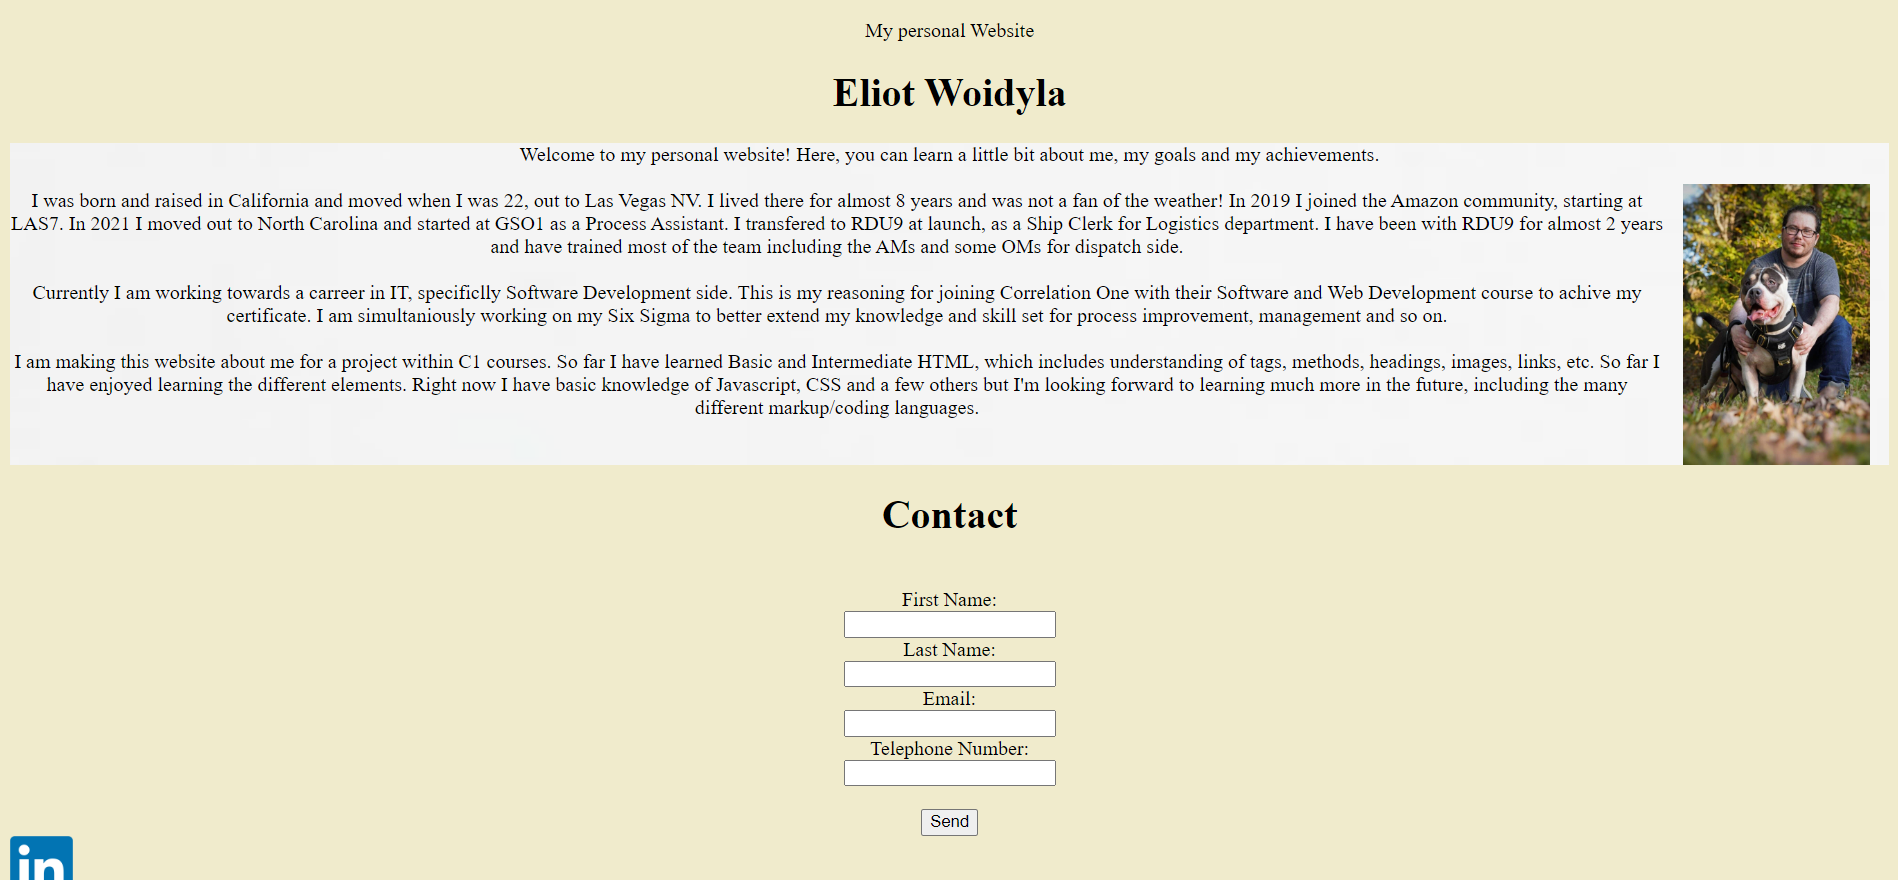 My personal Website
Eliot Woidyla
Welcome to my personal website! Here, you can learn a little bit about me, my goals and my achievements.
I was born and raised in California and moved when I was 22, out to Las Vegas NV. I lived there for almost 8 years and was not a fan of the weather! In 2019 I joined the Amazon community, starting at
LAS7. In 2021 I moved out to North Carolina and started at GSO1 as a Process Assistant. I transfered to RDU9 at launch, as a Ship Clerk for Logistics department. I have been with RDU9 for almost 2 years
and have trained most of the team including the AMs and some OMs for dispatch side.
Currently I am working towards a carreer in IT, specificlly Software Development side. This is my reasoning for joining Correlation One with their Software and Web Development course to achive my
certificate. I am simultaniously working on my Six Sigma to better extend my knowledge and skill set for process improvement, management and so on.
I am making this website about me for a project within C1 courses. So far I have learned Basic and Intermediate HTML, which includes understanding of tags, methods, headings, images, links, etc. So far I
have enjoyed learning the different elements. Right now I have basic knowledge of Javascript, CSS and a few others but I'm looking forward to learning much more in the future, including the many
different markup/coding languages.
Contact
First Name:
Last Name:
Email:
Telephone Number:
Send
in